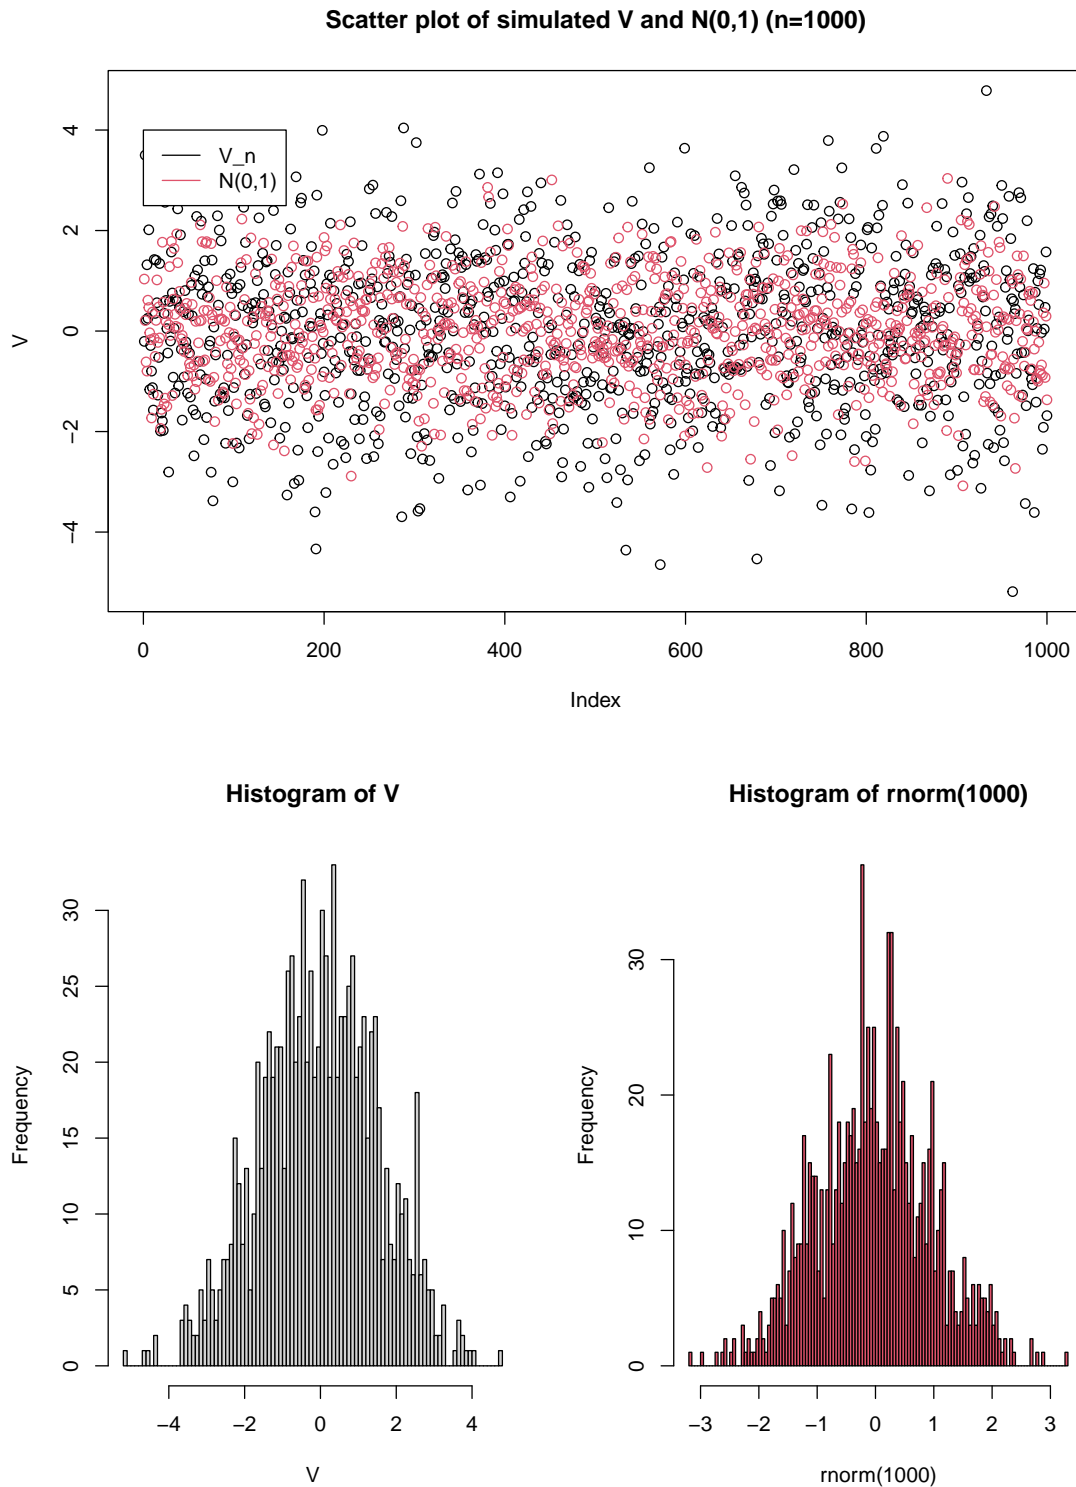 Scatter plot of simulated V and N(0,1) (n=1000)
V_n
N(0,1)
4
2
0
−2
−4
V
0 200 400 600 800 1000
Index
Histogram of V
30
25
20
15
10
5
0
Frequency
−4 −2 0 2 4
V
Histogram of rnorm(1000)
30
20
10
0
Frequency
−3 −2 −1 0 1 2 3
rnorm(1000)